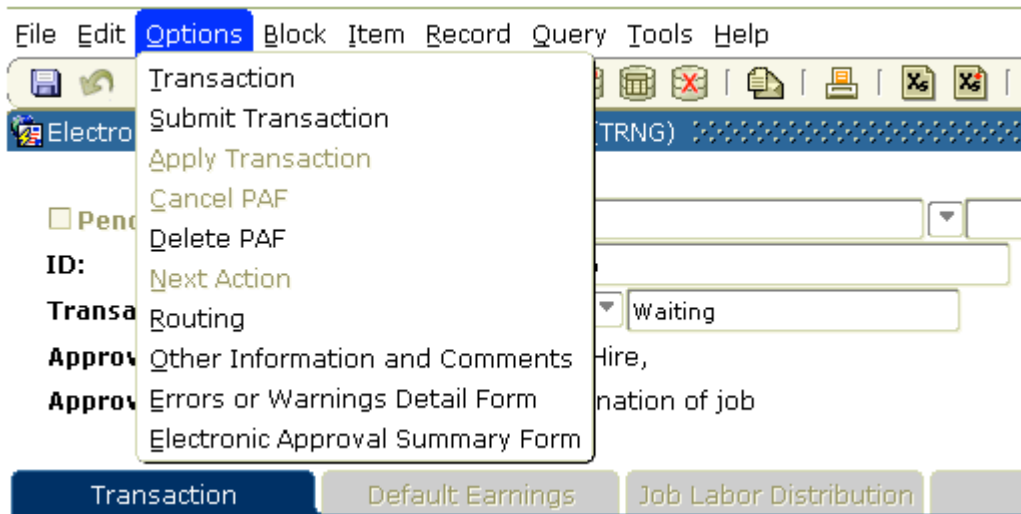 File Edit Options Block Item Record Query Tools Help
Transaction
Submit Transaction
Electro (TRNG)
Apply Transaction
Cancel PAF
Pend
Delete PAF
ID:
Next Action
Transa Waiting
Routing
Approv Other Information and Comments Hire,
Approv Errors or Warnings Detail Form nation of job
Electronic Approval Summary Form
Transaction Default Earnings Job Labor Distribution